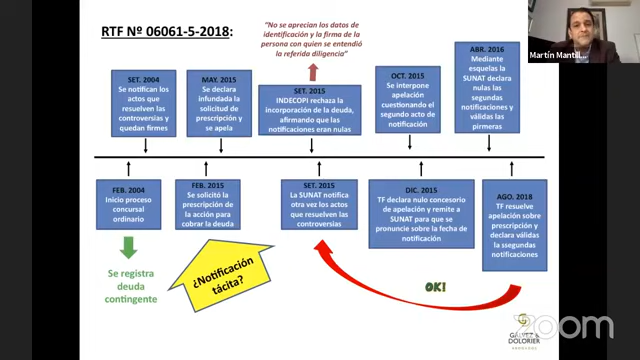 RTF Nº 06061-5-2018:
"No se aprecian los datos de
identificación y la firma de la
persona con quien se entendió
la referida diligencia"
Martín Mantill...
SET. 2004
Se notifican los
actos que
resuelven las
controversias y
quedan firmes
MAY. 2015
Se declara
infundada la
solicitud de
prescripción y
se apela
SET. 2015
INDECOPI rechaza la
incorporación de la deuda,
afirmando que las
notificaciones eran nulas
OCT. 2015
Se interpone
apelación
cuestionando el
segundo acto de
notificación
ABR. 2016
Mediante
esquelas la
SUNAT declara
nulas las
segundas
notificaciones y
válidas las
pirmeras
FEB. 2004
Inicio proceso
concursal
ordinario
FEB. 2015
Se solicitó la
prescripción de
la acción para
cobrar la deuda
SET. 2015
La SUNAT notifica
otra vez los actos
que resuelven las
controversias
DIC. 2015
TF declara nulo concesorio
de apelación y remite a
SUNAT para que se
pronuncie sobre la fecha de
notificación
AGO. 2018
TF resuelve
apelación sobre
prescripción y
declara válidas
la ssegundas
notificaciones
Se registra
deuda
contingente
¿Notificación
tácita?
OK!
GÁLVEZ &
DOLORIER
ABOGADOS
zoom